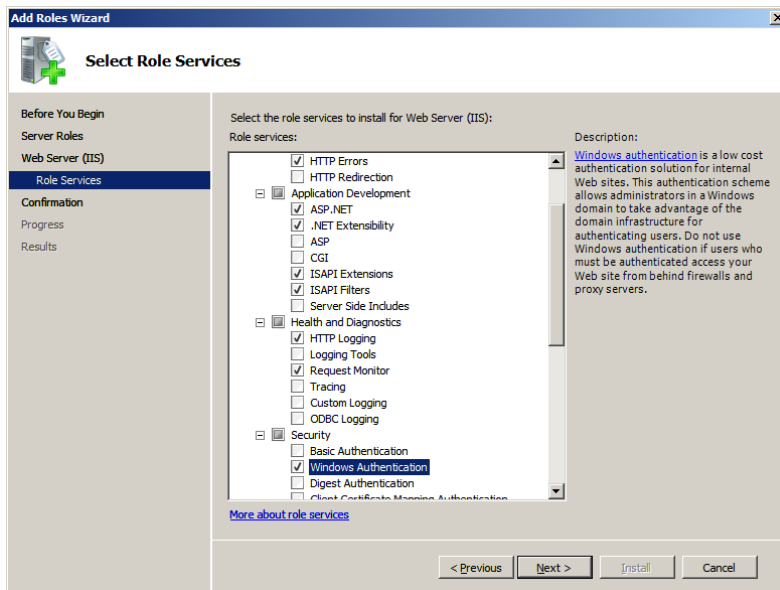 Add Roles Wizard
Select Role Services
Before You Begin
Server Roles
Web Server (IIS)
Role Services
Confirmation
Progress
Results
Select the role services to install for Web Server (IIS):
Role services:
HTTP Errors
HTTP Redirection
Application Development
ASP.NET
.NET Extensibility
ASP
CGI
ISAPI Extensions
ISAPI Filters
Server Side Includes
Health and Diagnostics
HTTP Logging
Logging Tools
Request Monitor
Tracing
Custom Logging
ODBC Logging
Security
Basic Authentication
Windows Authentication
Digest Authentication
Client Certificate Mapping Authentication
More about role services
Description:
Windows authentication is a low cost
authentication solution for internal
Web sites. This authentication scheme
allows administrators in a Windows
domain to take advantage of the
domain infrastructure for
authenticating users. Do not use
Windows authentication if users who
must be authenticated access your
Web site from behind firewalls and
proxy servers.
< Previous
Next >
Install
Cancel